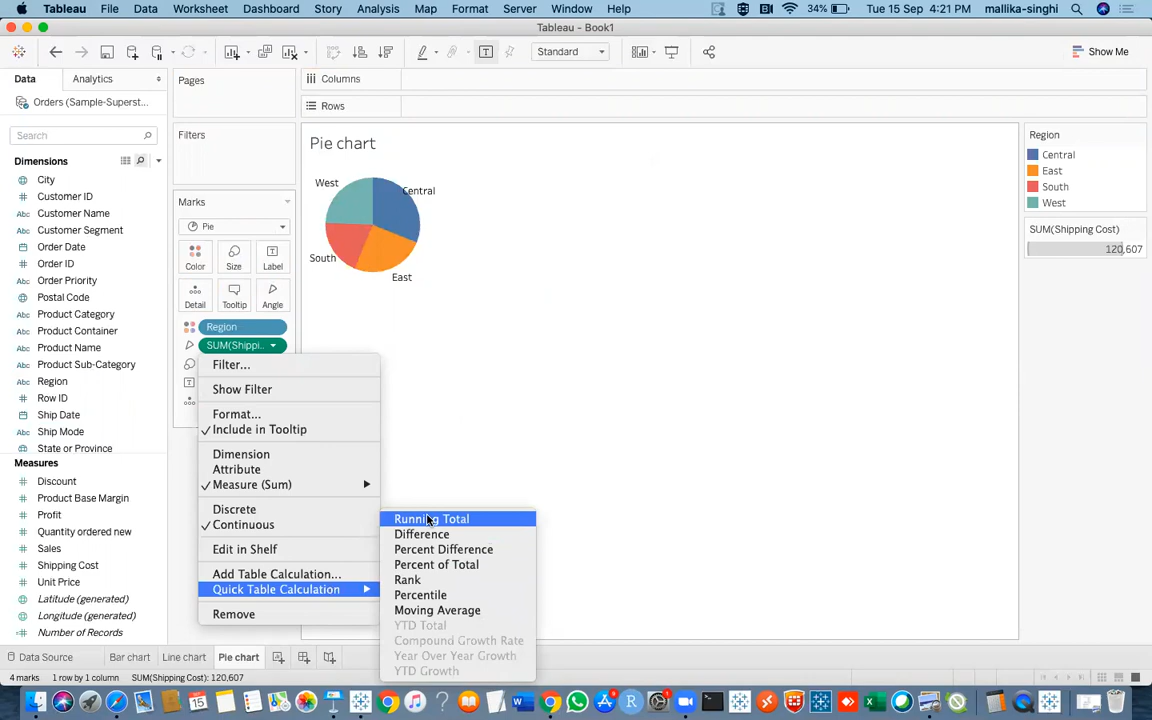 Tableau File Data Worksheet Dashboard Story Analysis Map Format Server Window Help 34% Tue 15 Sep 4:21 PM mallika-singhi
Tableau - Book1
Standard Show Me
Data Analytics
Orders (Sample-Superst...
Search
Dimensions
City
Customer ID
Abc Customer Name
Abc Customer Segment
Order Date
Order ID
Abc Order Priority
Postal Code
Abc Product Category
Abc Product Container
Abc Product Name
Abc Product Sub-Category
Abc Region
Row ID
Ship Date
Abc Ship Mode
State or Province
Measures
Discount
Product Base Margin
Profit
Quantity ordered new
Sales
Shipping Cost
Unit Price
Latitude (generated)
Longitude (generated)
Number of Records
Pages
Filters
Marks
Pie
Color Size Label
Detail Tooltip Angle
Region
SUM(Shippi..
Filter...
Show Filter
Format...
Include in Tooltip
Dimension
Attribute
Measure (Sum)
Discrete
Continuous
Edit in Shelf
Add Table Calculation...
Quick Table Calculation
Remove
Running Total
Difference
Percent Difference
Percent of Total
Rank
Percentile
Moving Average
YTD Total
Compound Growth Rate
Year Over Year Growth
YTD Growth
Columns
Rows
Pie chart
West
Central
South
East
Region
Central
East
South
West
SUM(Shipping Cost)
120,607
Data Source Bar chart Line chart Pie chart
4 marks 1 row by 1 column SUM(Shipping Cost): 120,607